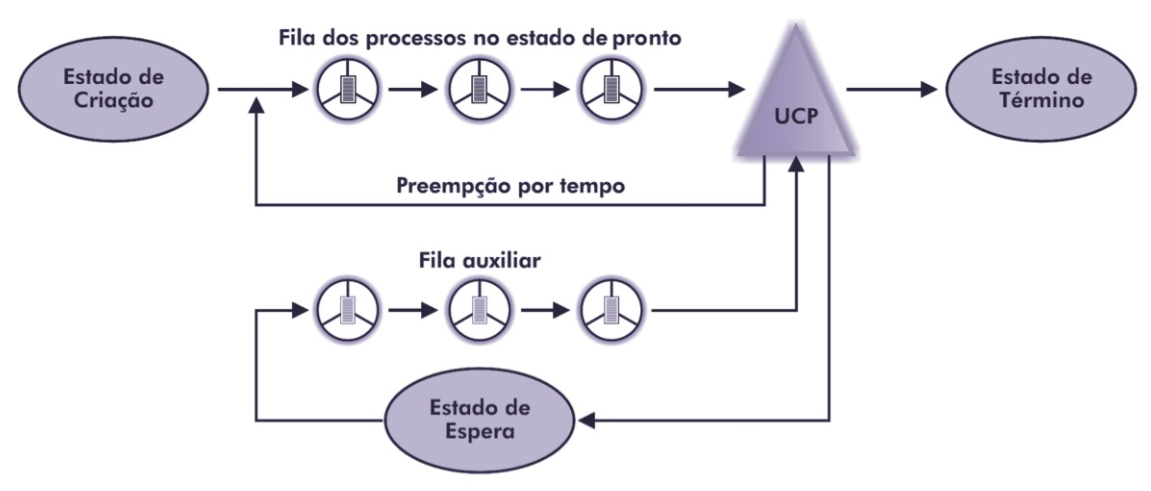 Fila dos processos no estado de pronto
Estado de
Criação
UCP
Estado de
Término
Preempção por tempo
Fila auxiliar
Estado de
Espera